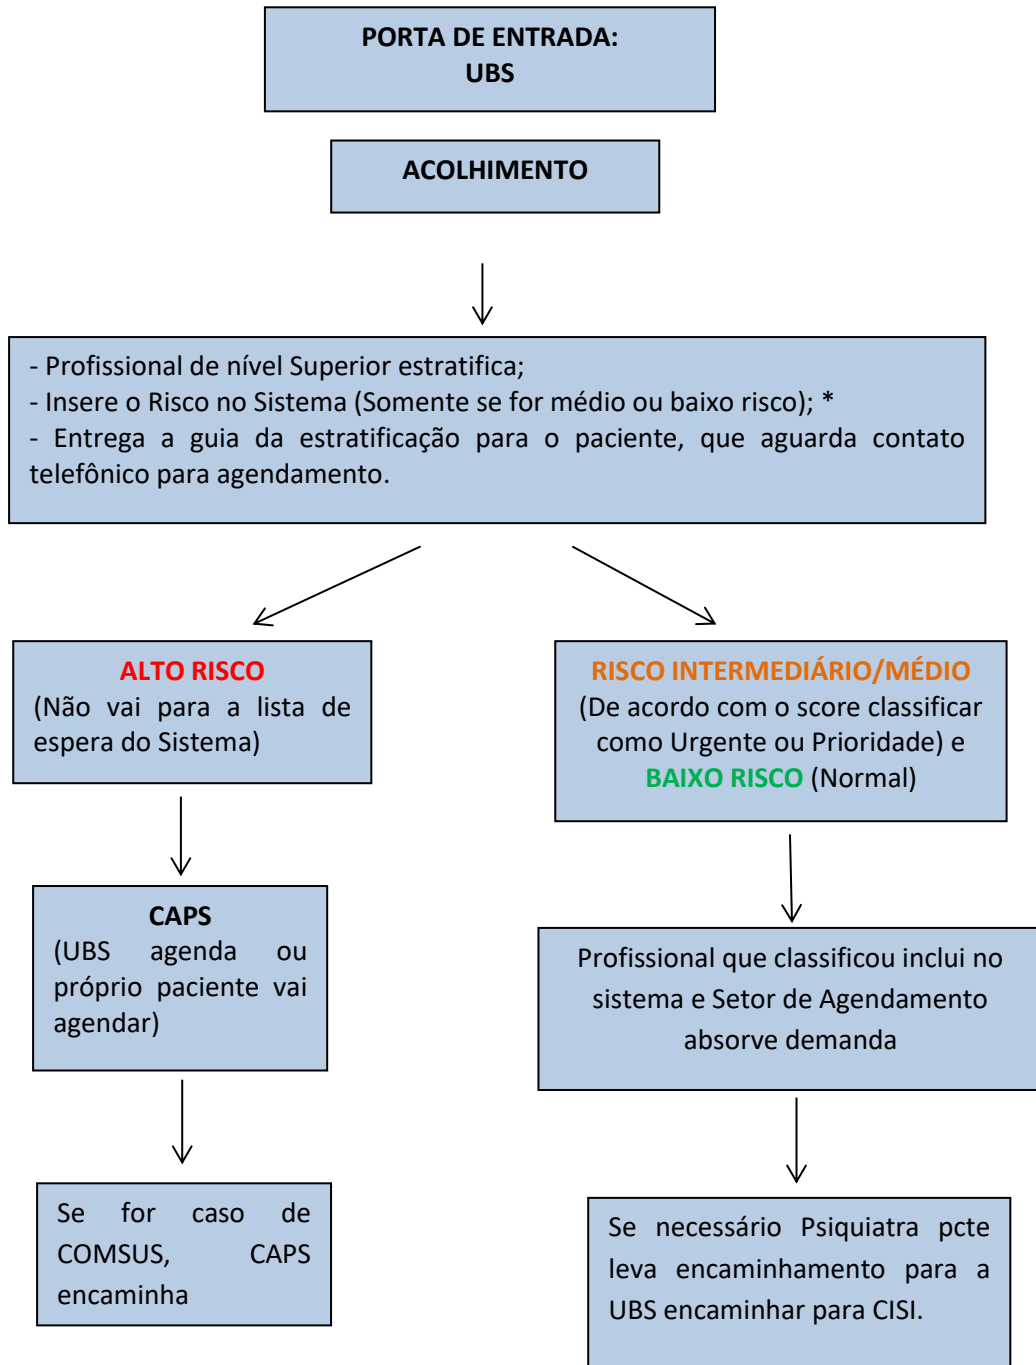 PORTA DE ENTRADA:
UBS
ACOLHIMENTO
- Profissional de nível Superior estratifica;
- Insere o Risco no Sistema (Somente se for médio ou baixo risco); *
- Entrega a guia da estratificação para o paciente, que aguarda contato
telefônico para agendamento.
ALTO RISCO
(Não vai para a lista de
espera do Sistema)
RISCO INTERMEDIÁRIO/MÉDIO
(De acordo com o score classificar
como Urgente ou Prioridade) e
BAIXO RISCO (Normal)
CAPS
(UBS agenda ou
próprio paciente vai
agendar)
Profissional que classificou inclui no
sistema e Setor de Agendamento
absorve demanda
Se for caso de
COMSUS, CAPS
encaminha
Se necessário Psiquiatra pcte
leva encaminhamento para a
UBS encaminhar para CISI.